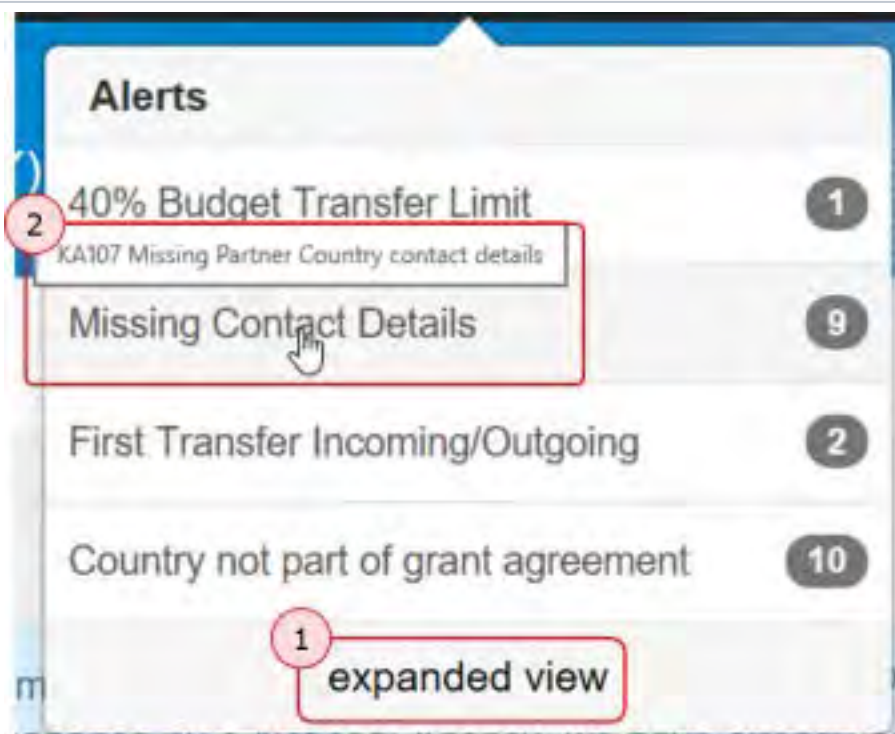 Alerts
40% Budget Transfer Limit 1
2
KA107 Missing Partner Country contact details
Missing Contact Details 9
First Transfer Incoming/Outgoing 2
Country not part of grant agreement 10
1
expanded view